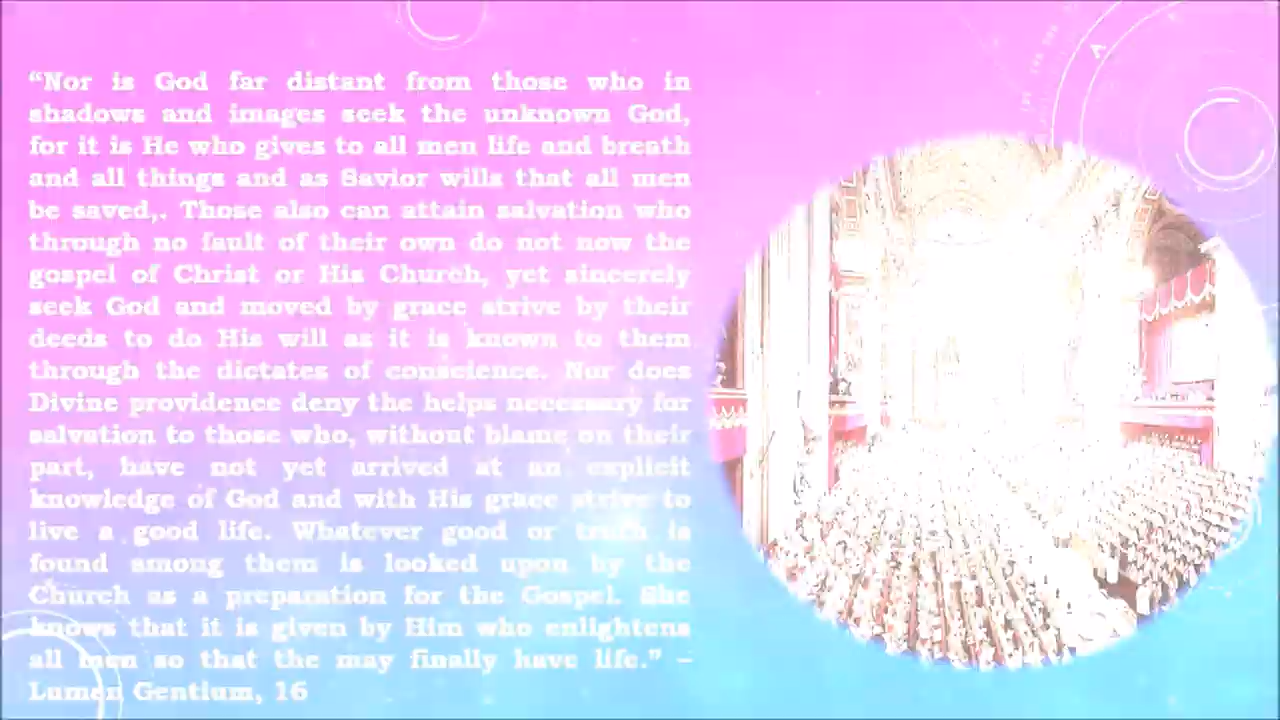 “Nor is God far distant from those who in
shadows and images seek the unknown God,
for it is He who gives to all men life and breath
and all things and as Savior wills that all men
be saved,. Those also can attain salvation who
through no fault of their own do not now the
gospel of Christ or His Church, yet sincerely
seek God and moved by grace strive by their
deeds to do His will as it is known to them
through the dictates of conscience. Nur does
Divine providence deny the helps necessary for
salvation to those who, without blame on their
part, have not yet arrived at an explicit
knowledge of God and with His grace strive to
live a good life. Whatever good or truth is
found among them is looked upon by the
Church as a preparation for the Gospel. She
knows that it is given by Him who enlightens
all men so that the may finally have life.” –
Lumen Gentium, 16